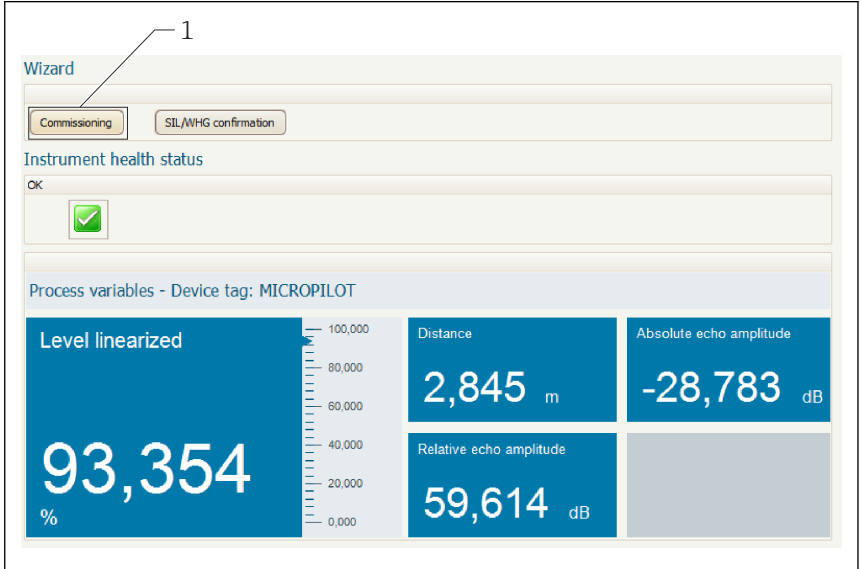 1
Wizard
Commissioning SIL/WHG confirmation
Instrument health status
OK
Process variables - Device tag: MICROPILOT
Level linearized
93,354
%
100,000
80,000
60,000
40,000
20,000
0,000
Distance
2,845 m
Absolute echo amplitude
-28,783 dB
Relative echo amplitude
59,614 dB